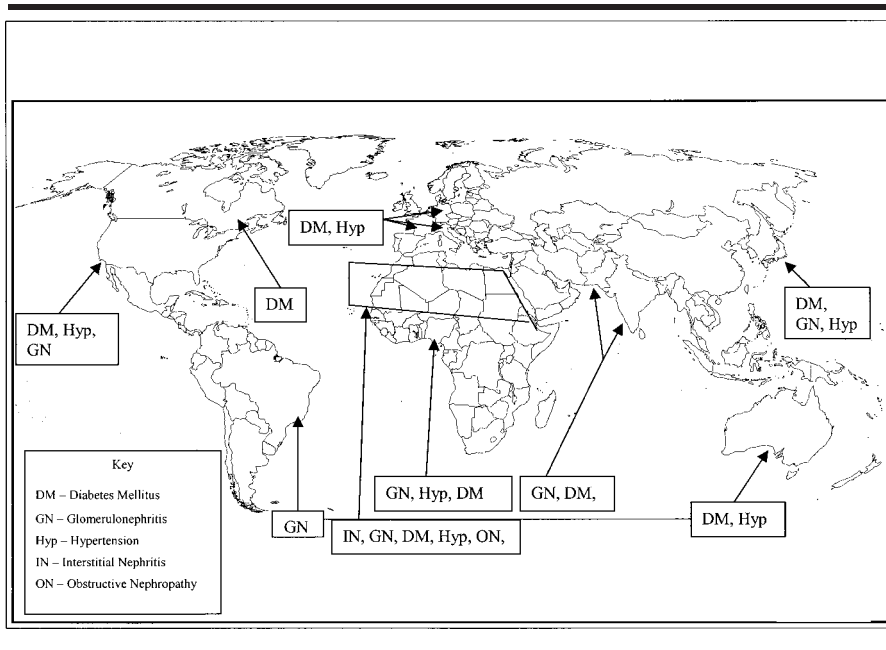 DM, Hyp
DM
DM, Hyp,
GN
DM,
GN, Hyp
Key
DM – Diabetes Mellitus
GN – Glomerulonephritis
Hyp – Hypertension
IN – Interstitial Nephritis
ON – Obstructive Nephropathy
GN
GN, Hyp, DM
GN, DM,
IN, GN, DM, Hyp, ON,
DM, Hyp